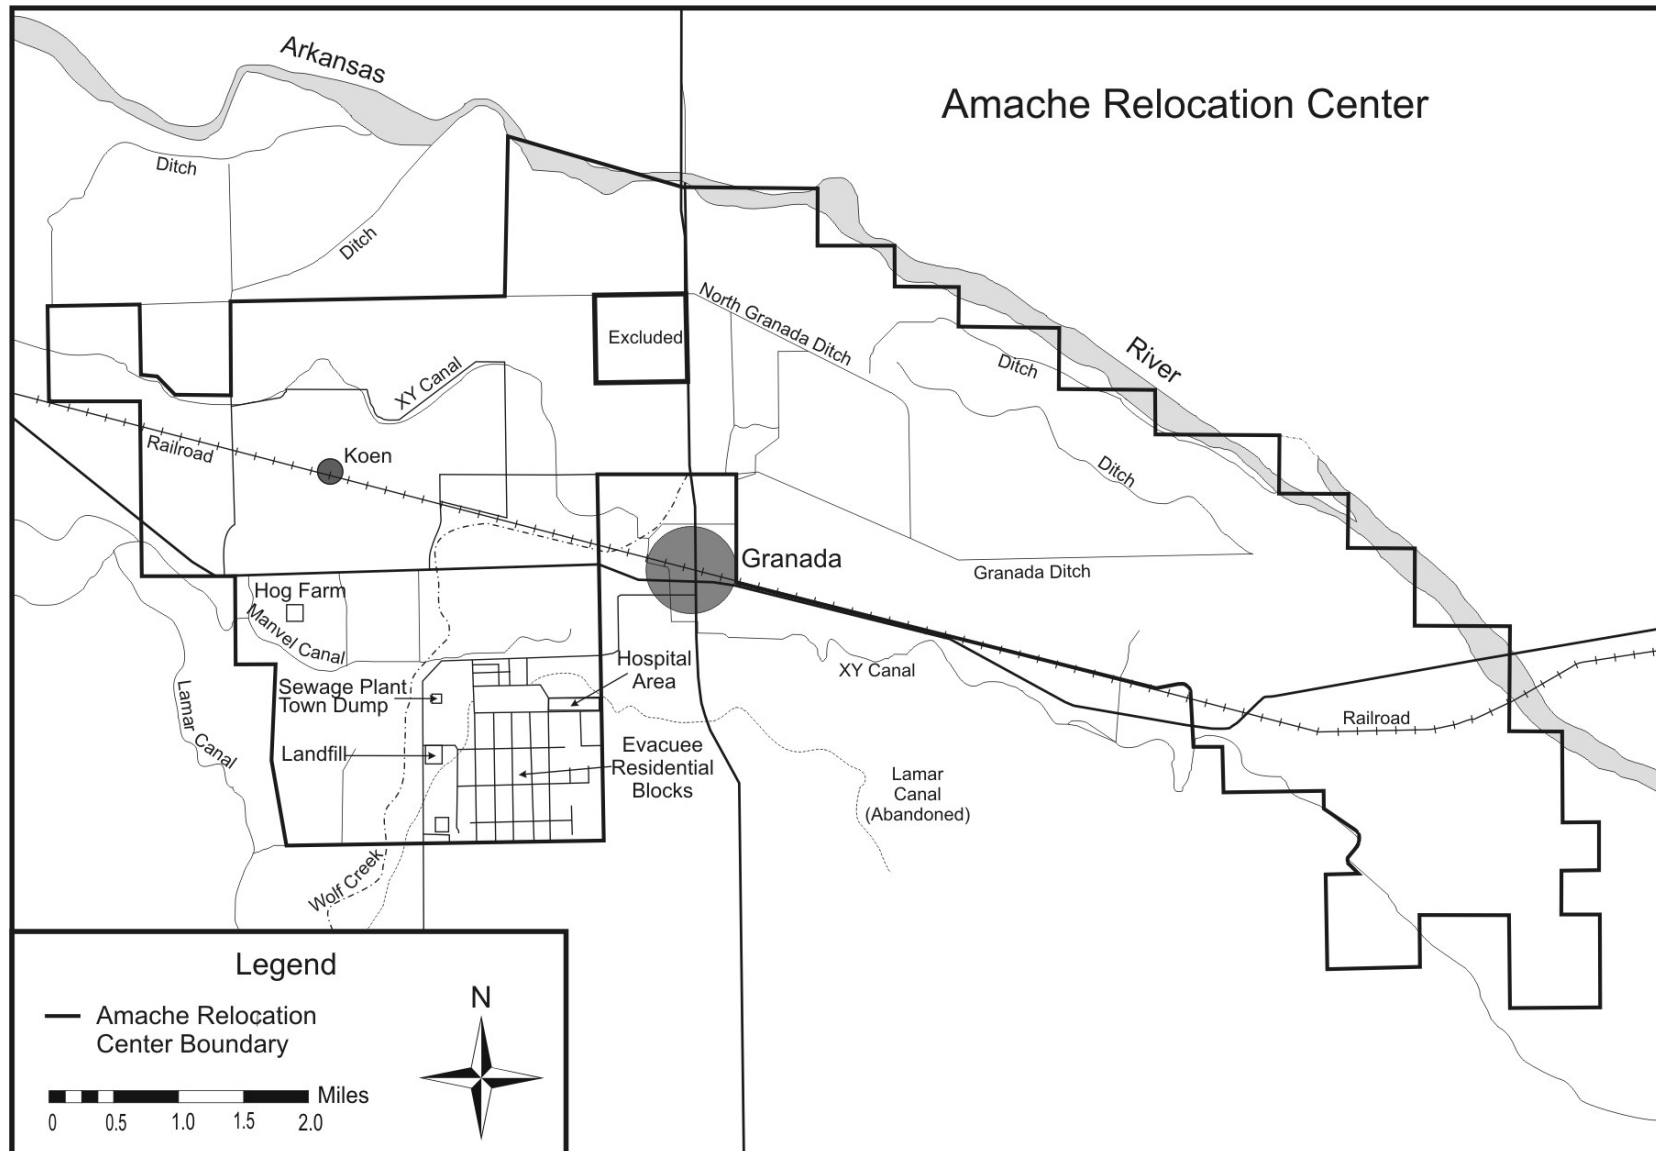 Arkansas
Amache Relocation Center
Ditch
Ditch
North Granada Ditch
Excluded
River
Ditch
XY Canal
Railroad
Koen
Ditch
Granada
Granada Ditch
Hog Farm
Manvel Canal
Hospital
Area
XY Canal
Sewage Plant
Town Dump
Lamar Canal
Railroad
Landfill
Evacuee
Residential
Blocks
Lamar
Canal
(Abandoned)
Wolf Creek
Legend
N
Amache Relocation
Center Boundary
Miles
0 0.5 1.0 1.5 2.0